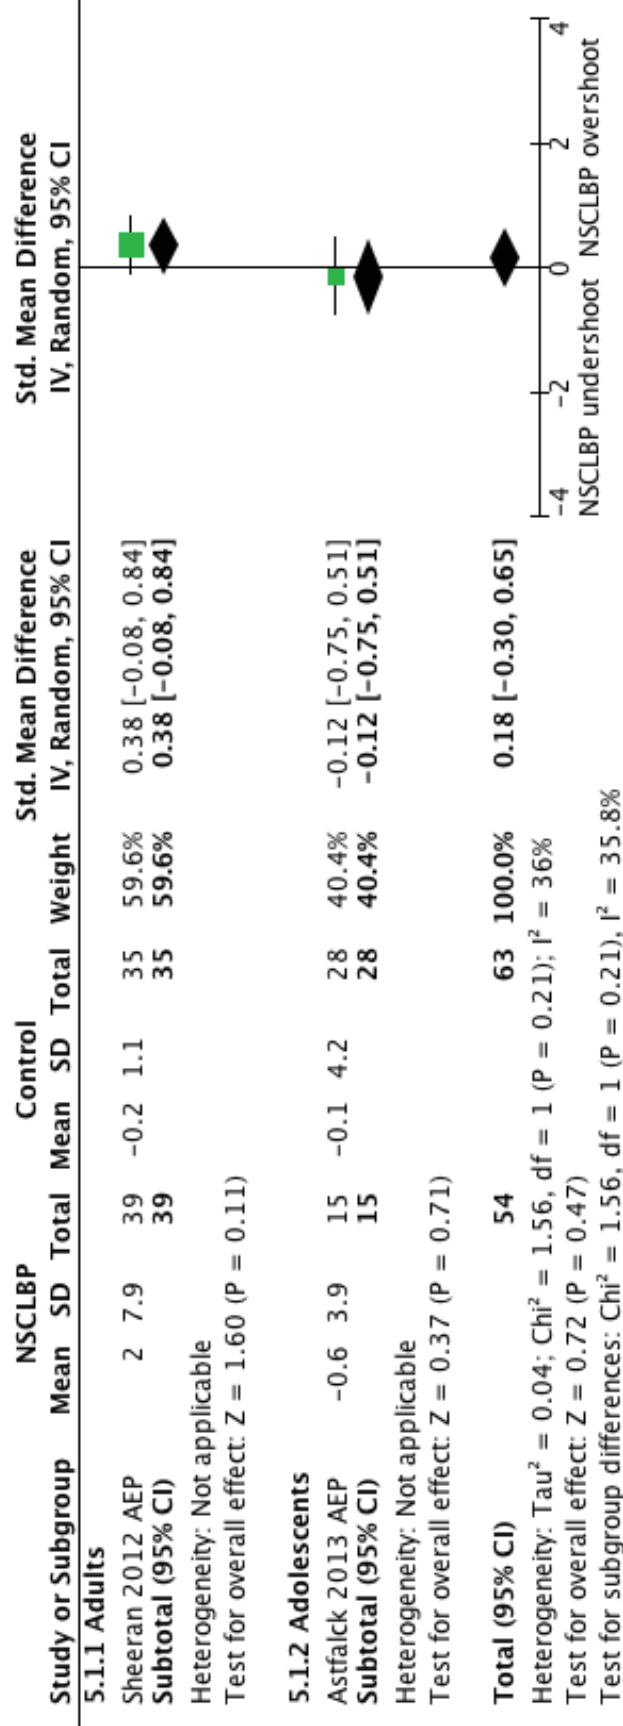 NSCLBP Control Std. Mean Difference Std. Mean Difference
Study or Subgroup Mean SD Total Mean SD Total Weight IV, Random, 95% CI IV, Random, 95% CI
5.1.1 Adults
Sheeran 2012 AEP 2 7.9 39 −0.2 1.1 35 59.6% 0.38 [−0.08, 0.84]
Subtotal (95% CI) 39 35 59.6% 0.38 [−0.08, 0.84]
Heterogeneity: Not applicable
Test for overall effect: Z = 1.60 (P = 0.11)
5.1.2 Adolescents
Astfalck 2013 AEP −0.6 3.9 15 −0.1 4.2 28 40.4% −0.12 [−0.75, 0.51]
Subtotal (95% CI) 15 28 40.4% −0.12 [−0.75, 0.51]
Heterogeneity: Not applicable
Test for overall effect: Z = 0.37 (P = 0.71)
Total (95% CI) 54 63 100.0% 0.18 [−0.30, 0.65]
Heterogeneity: Tau² = 0.04; Chi² = 1.56, df = 1 (P = 0.21); I² = 36%
Test for overall effect: Z = 0.72 (P = 0.47)
Test for subgroup differences: Chi² = 1.56, df = 1 (P = 0.21), I² = 35.8%
−4 −2 0 2 4
NSCLBP undershoot NSCLBP overshoot